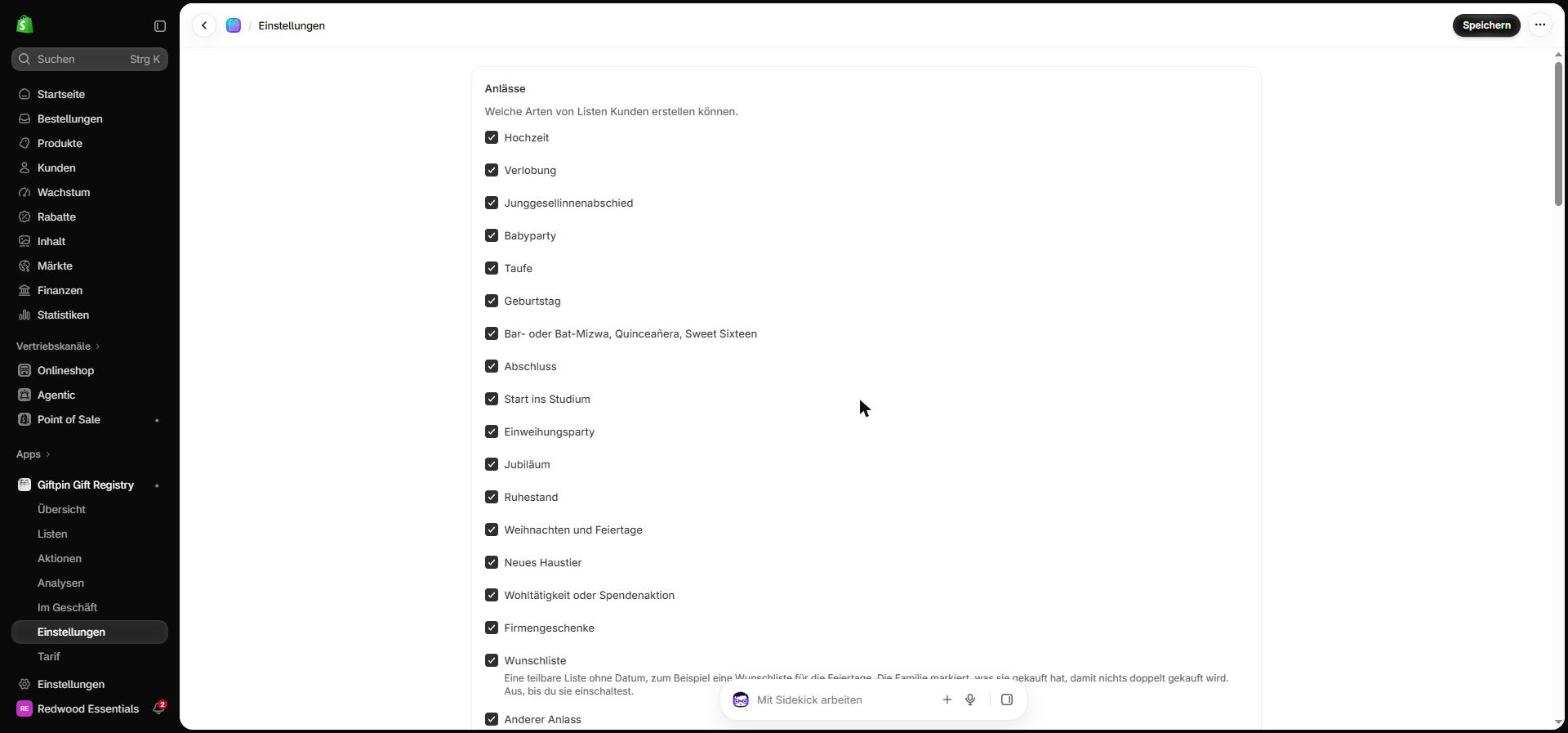 Einstellungen
Speichern
Suchen
Strg K
Startseite
Bestellungen
Produkte
Kunden
Wachstum
Rabatte
Inhalt
Märkte
Finanzen
Statistiken
Vertriebskanäle
Onlineshop
Agentic
Point of Sale
Apps
Giftpin Gift Registry
Übersicht
Listen
Aktionen
Analysen
Im Geschäft
Einstellungen
Tarif
Einstellungen
RE
Redwood Essentials
2
Anlässe
Welche Arten von Listen Kunden erstellen können.
Hochzeit
Verlobung
Junggesellinnenabschied
Babyparty
Taufe
Geburtstag
Bar- oder Bat-Mizwa, Quinceañera, Sweet Sixteen
Abschluss
Start ins Studium
Einweihungsparty
Jubiläum
Ruhestand
Weihnachten und Feiertage
Neues Haustier
Wohltätigkeit oder Spendenaktion
Firmengeschenke
Wunschliste
Eine teilbare Liste ohne Datum, zum Beispiel eine Wunschliste für die Feiertage. Die Familie markiert, was sie gekauft hat, damit nichts doppelt gekauft wird.
Aus, bis du sie einschaltest.
Anderer Anlass
Mit Sidekick arbeiten